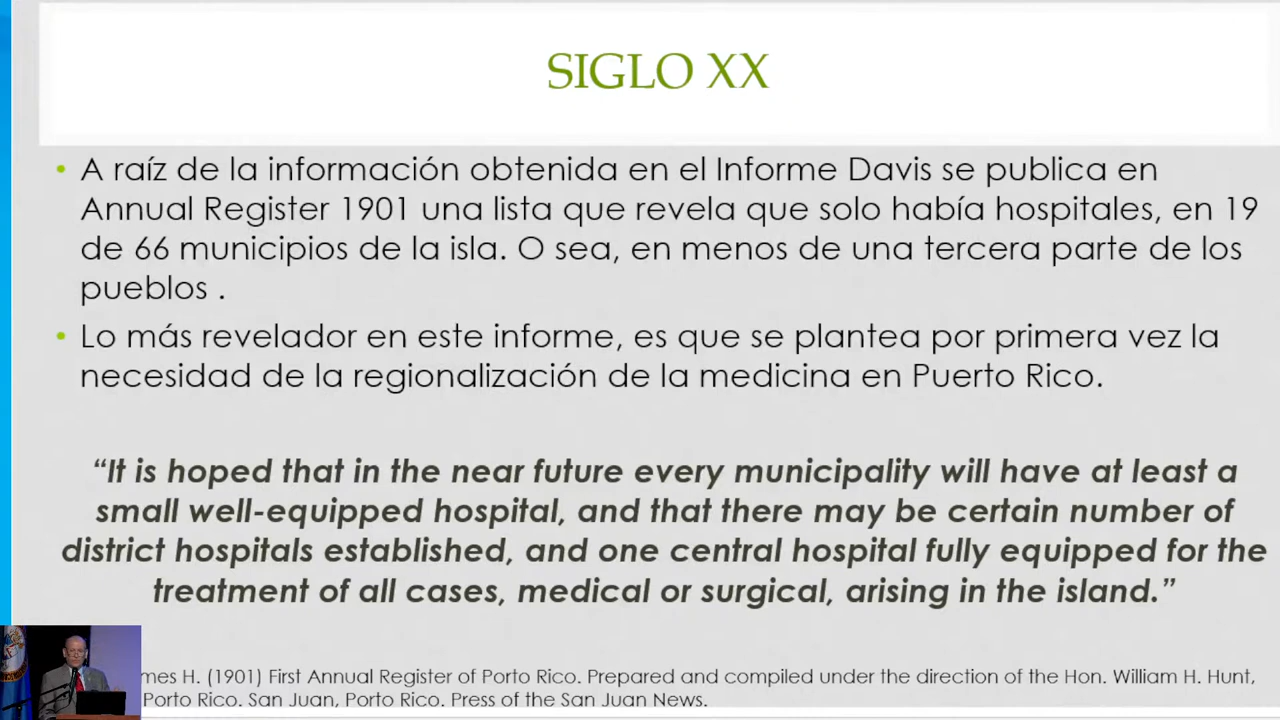 SIGLO XX
• A raíz de la información obtenida en el Informe Davis se publica en
Annual Register 1901 una lista que revela que solo había hospitales, en 19
de 66 municipios de la isla. O sea, en menos de una tercera parte de los
pueblos .
• Lo más revelador en este informe, es que se plantea por primera vez la
necesidad de la regionalización de la medicina en Puerto Rico.
“It is hoped that in the near future every municipality will have at least a
small well-equipped hospital, and that there may be certain number of
district hospitals established, and one central hospital fully equipped for the
treatment of all cases, medical or surgical, arising in the island.”
mes H. (1901) First Annual Register of Porto Rico. Prepared and compiled under the direction of the Hon. William H. Hunt,
Porto Rico. San Juan, Porto Rico. Press of the San Juan News.